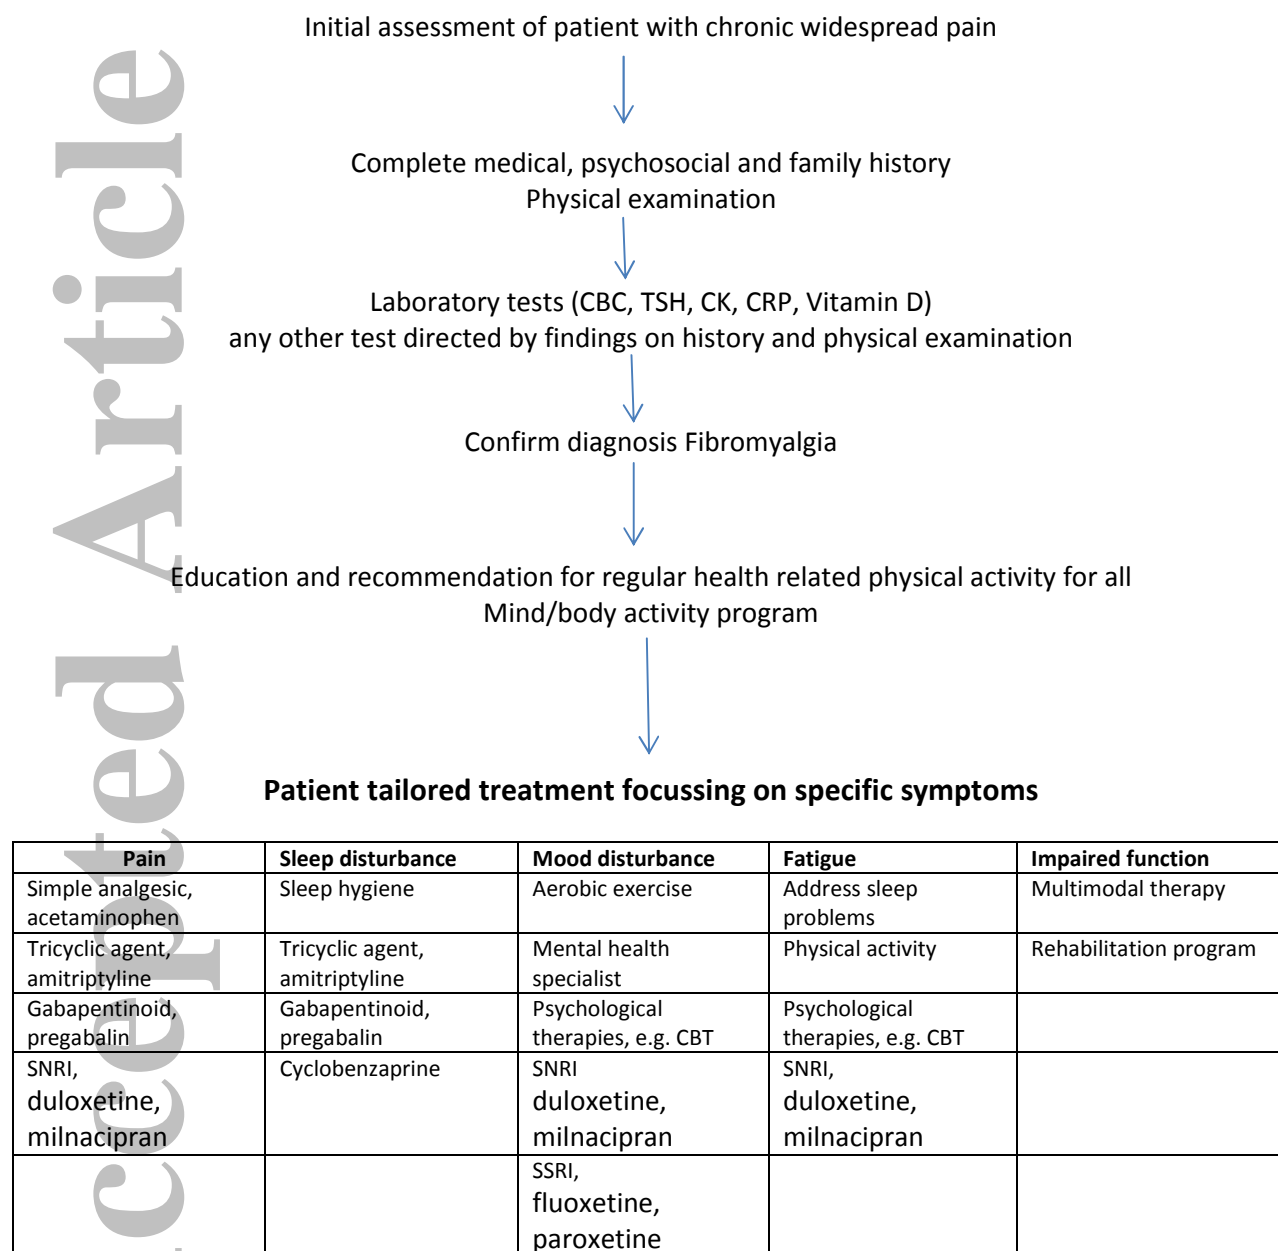 Initial assessment of patient with chronic widespread pain
Complete medical, psychosocial and family history
Physical examination
Laboratory tests (CBC, TSH, CK, CRP, Vitamin D)
any other test directed by findings on history and physical examination
Confirm diagnosis Fibromyalgia
Education and recommendation for regular health related physical activity for all
Mind/body activity program
Patient tailored treatment focussing on specific symptoms
Pain
Sleep disturbance
Mood disturbance
Fatigue
Impaired function
Simple analgesic,
acetaminophen
Sleep hygiene
Aerobic exercise
Address sleep
problems
Multimodal therapy
Tricyclic agent,
amitriptyline
Tricyclic agent,
amitriptyline
Mental health
specialist
Physical activity
Rehabilitation program
Gabapentinoid,
pregabalin
Gabapentinoid,
pregabalin
Psychological
therapies, e.g. CBT
Psychological
therapies, e.g. CBT
SNRI,
duloxetine,
milnacipran
Cyclobenzaprine
SNRI
duloxetine,
milnacipran
SNRI,
duloxetine,
milnacipran
SSRI,
fluoxetine,
paroxetine
ccepted Article